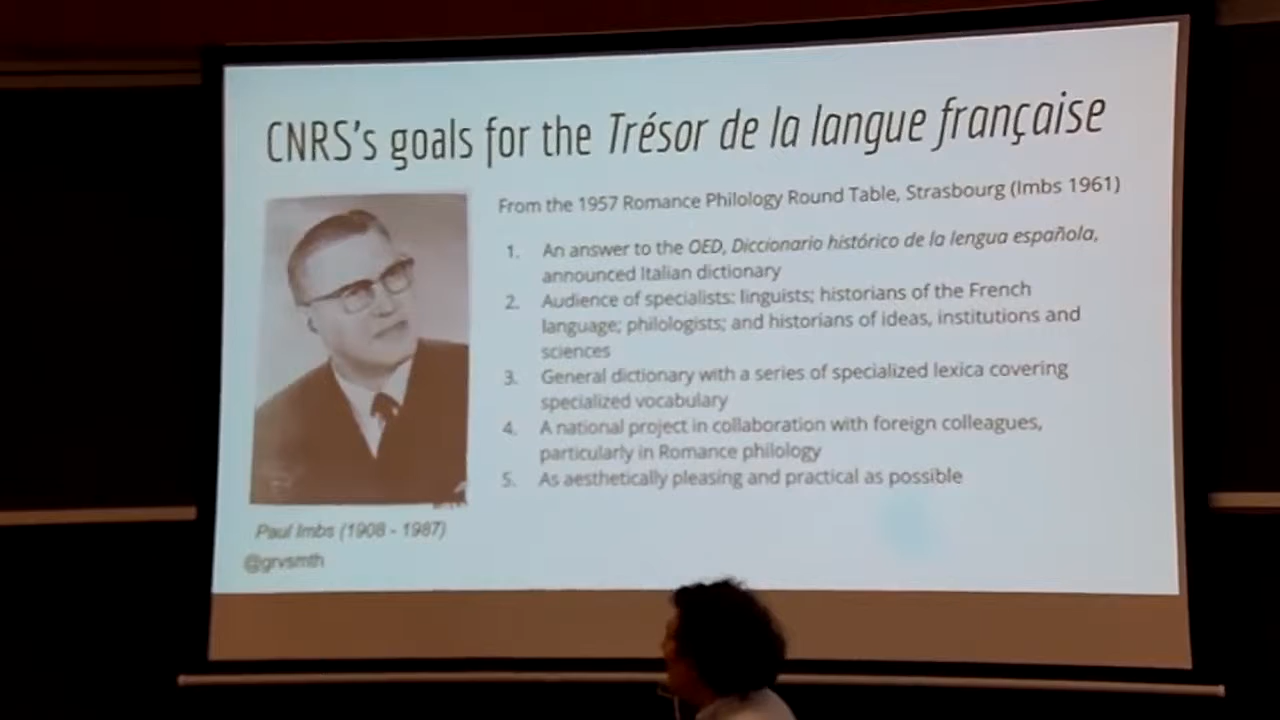 CNRS's goals for the Trésor de la langue française
From the 1957 Romance Philology Round Table, Strasbourg (Imbs 1961)
1. An answer to the OED, Diccionario histórico de la lengua española,
announced Italian dictionary
2. Audience of specialists: linguists; historians of the French
language; philologists; and historians of ideas, institutions and
sciences
3. General dictionary with a series of specialized lexica covering
specialized vocabulary
4. A national project in collaboration with foreign colleagues,
particularly in Romance philology
5. As aesthetically pleasing and practical as possible
Paul Imbs (1908 - 1987)
@grvsmth